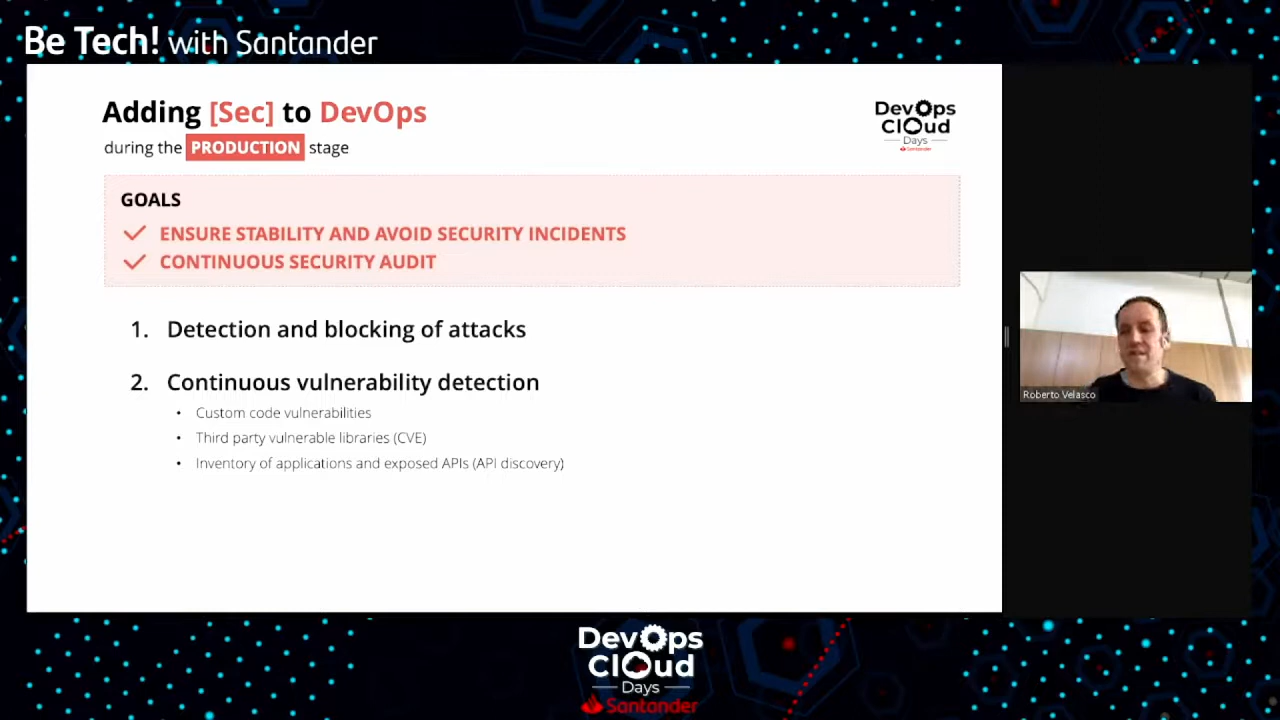 Be Tech! with Santander
Adding [Sec] to DevOps
during the PRODUCTION stage
DevOps
Cloud
Days
Santander
GOALS
ENSURE STABILITY AND AVOID SECURITY INCIDENTS
CONTINUOUS SECURITY AUDIT
1. Detection and blocking of attacks
2. Continuous vulnerability detection
• Custom code vulnerabilities
• Third party vulnerable libraries (CVE)
• Inventory of applications and exposed APIs (API discovery)
Roberto Velasco
DevOps
Cloud
Days
Santander